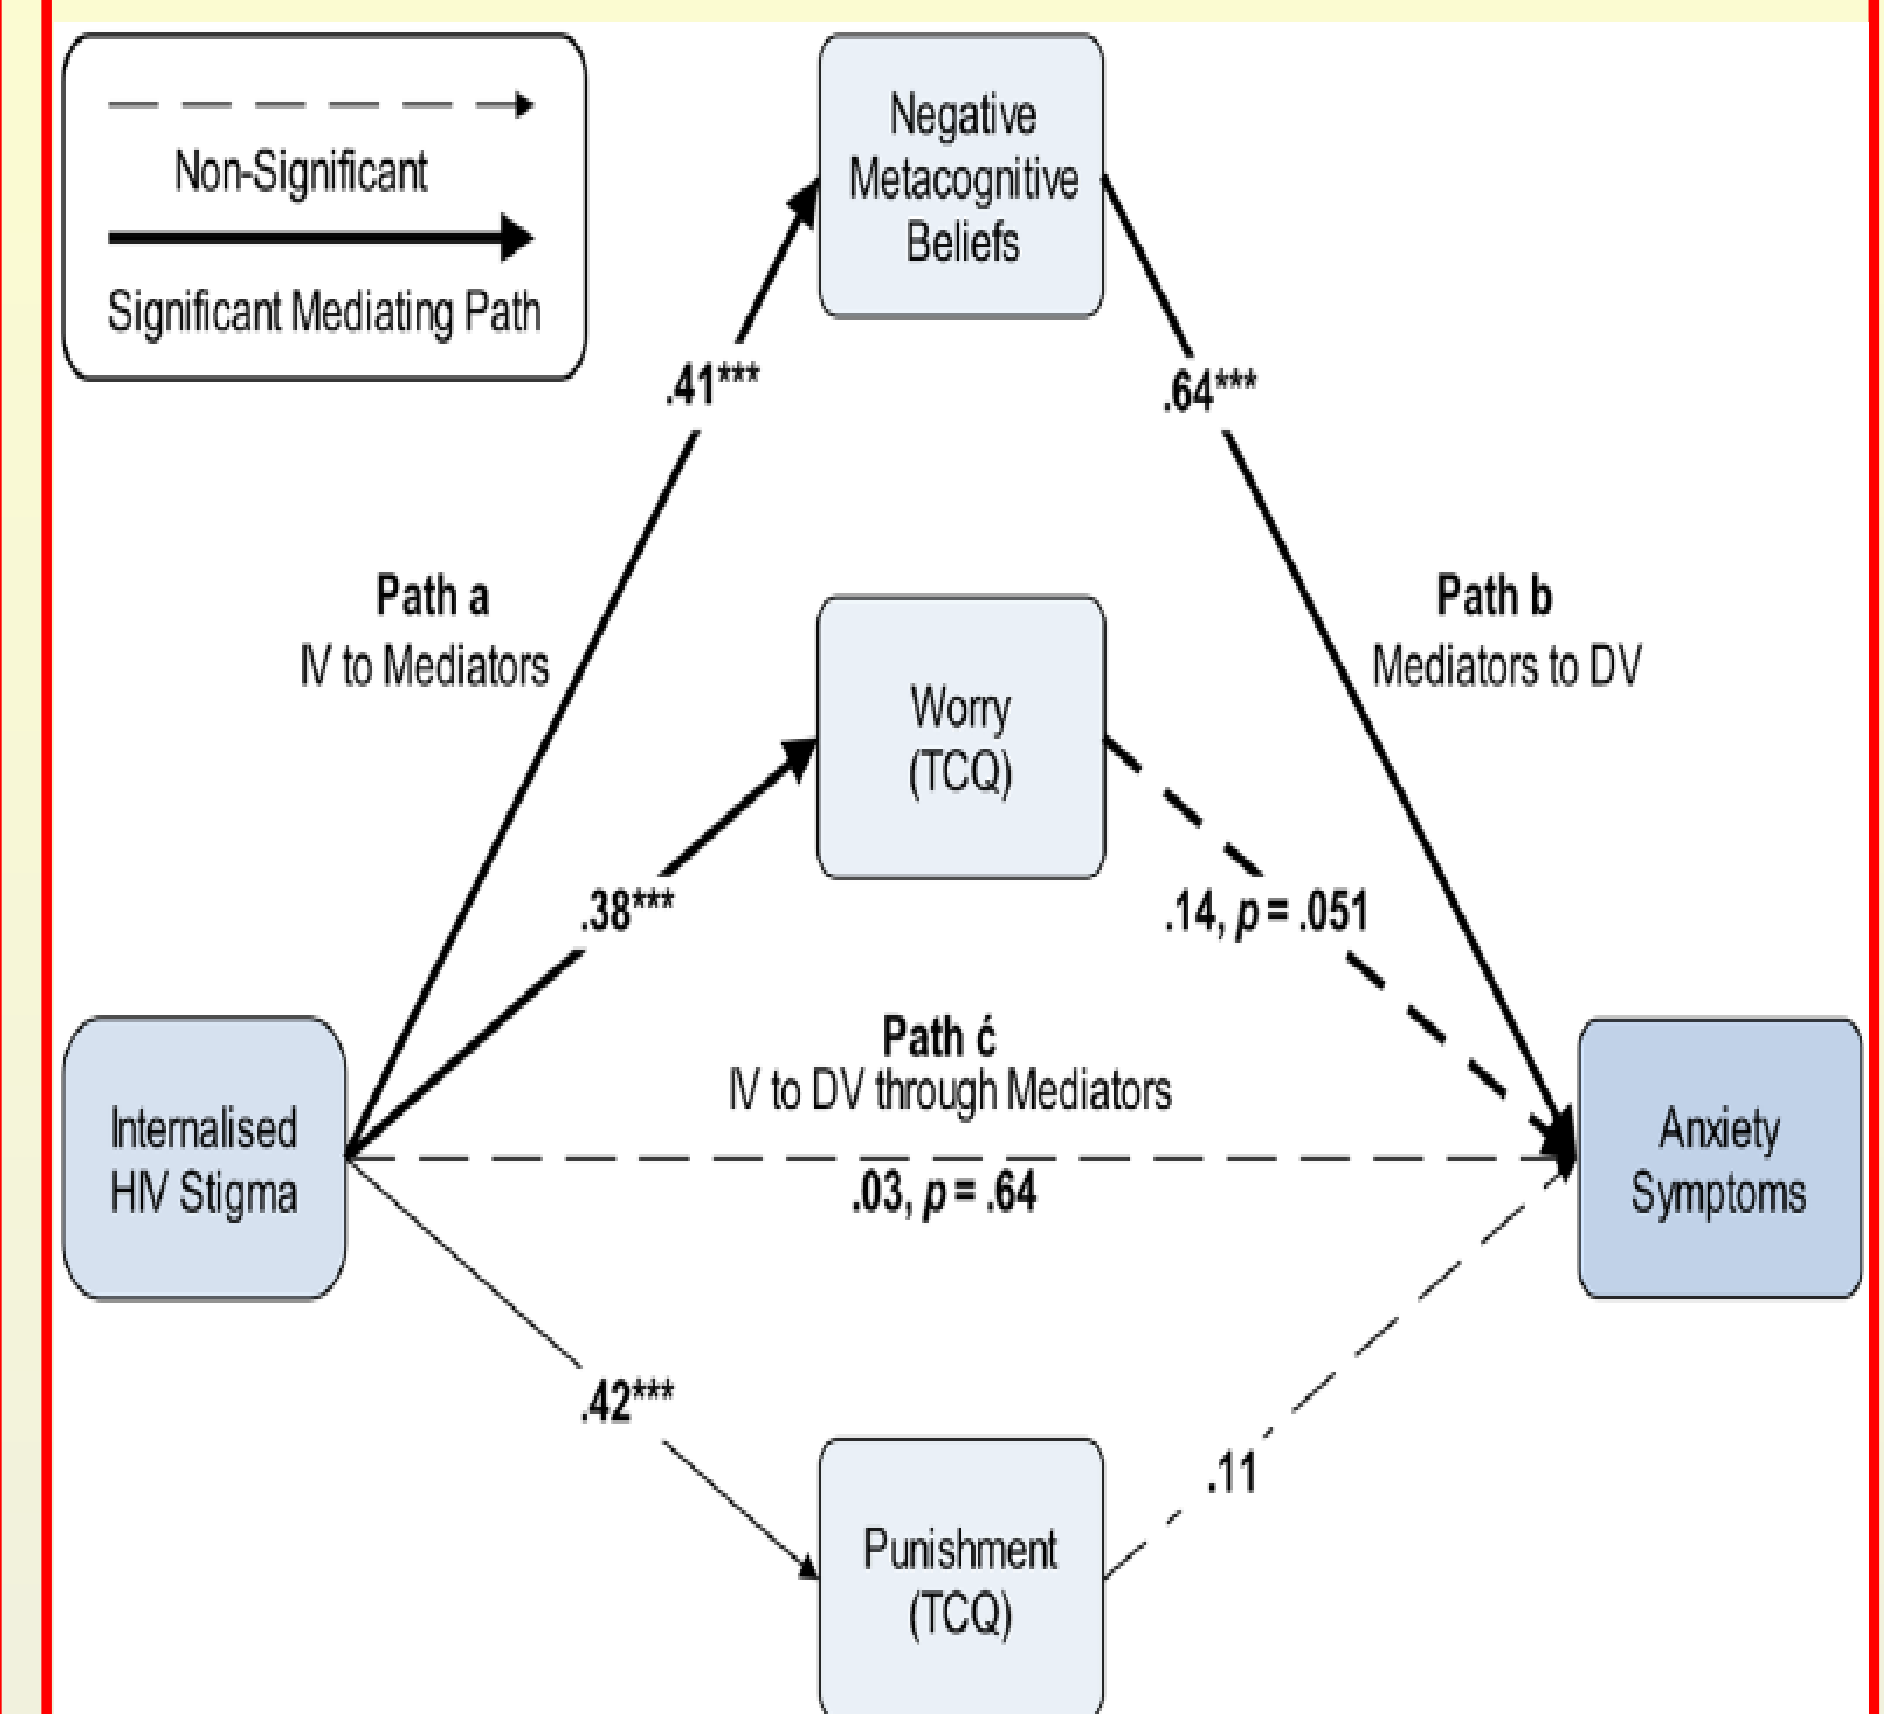 Non-Significant
Significant Mediating Path
Negative
Metacognitive
Beliefs
.41***
.64***
Path a
IV to Mediators
Path b
Mediators to DV
Worry
(TCQ)
.38***
.14, p = .051
Path ć
IV to DV through Mediators
.03, p = .64
Internalised
HIV Stigma
Anxiety
Symptoms
.42***
.11
Punishment
(TCQ)